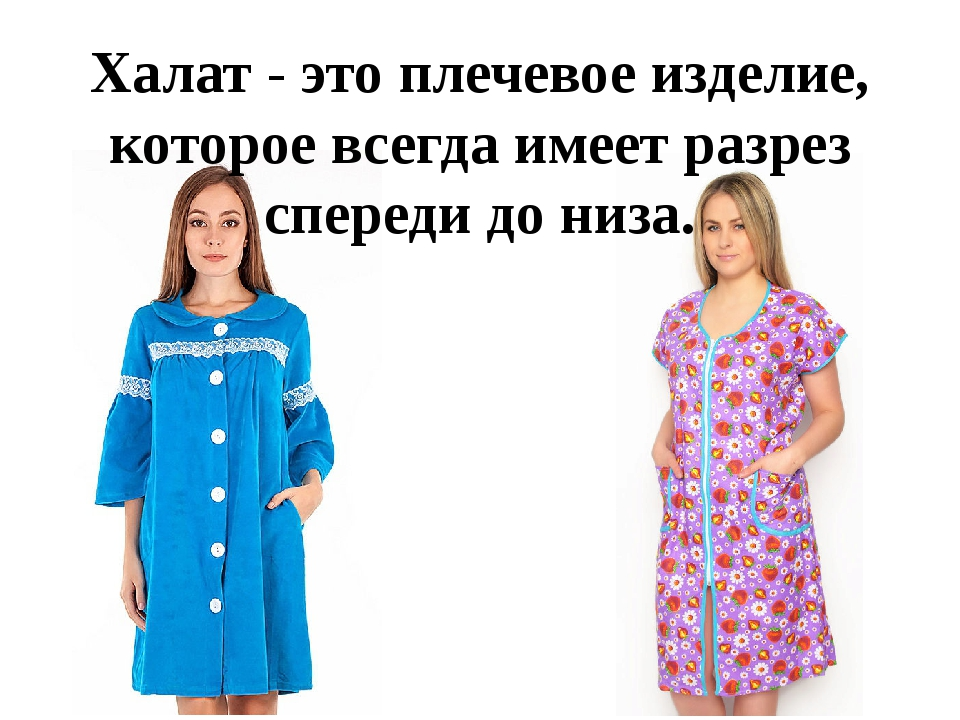 Халат - это плечевое изделие,
которое всегда имеет разрез
спереди до низа.